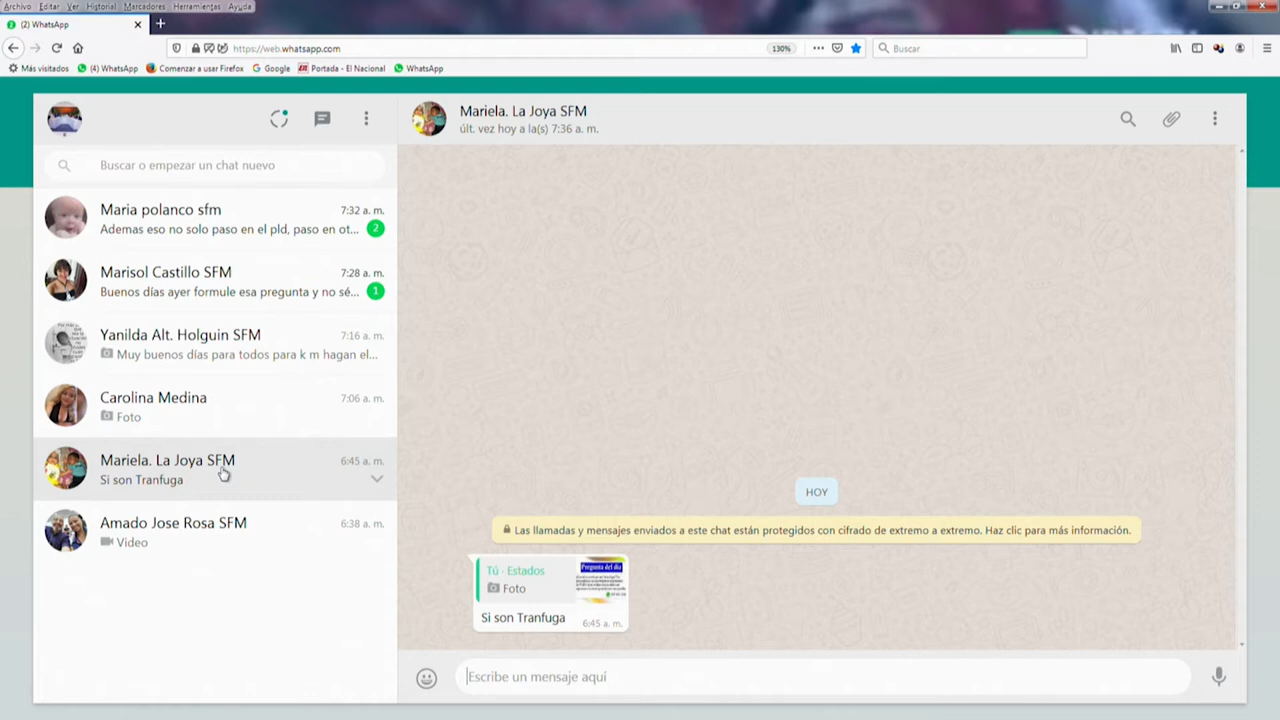 Archivo Editar Ver Historial Marcadores Herramientas Ayuda
(2) WhatsApp
https://web.whatsapp.com
130%
Buscar
Más visitados
(4) WhatsApp
Comenzar a usar Firefox
Google
Portada - El Nacional
WhatsApp
Buscar o empezar un chat nuevo
Maria polanco sfm
7:32 a. m.
Ademas eso no solo paso en el pld, paso en ot...
2
Marisol Castillo SFM
7:28 a. m.
Buenos días ayer formule esa pregunta y no sé...
1
Yanilda Alt. Holguin SFM
7:16 a. m.
Muy buenos días para todos para k m hagan el...
Carolina Medina
7:06 a. m.
Foto
Mariela. La Joya SFM
6:45 a. m.
Si son Tranfuga
Amado Jose Rosa SFM
6:38 a. m.
Video
Mariela. La Joya SFM
últ. vez hoy a la(s) 7:36 a. m.
HOY
Las llamadas y mensajes enviados a este chat están protegidos con cifrado de extremo a extremo. Haz clic para más información.
Tú · Estados
Foto
Pregunta del día
Si son Tranfuga
6:45 a. m.
Escribe un mensaje aquí